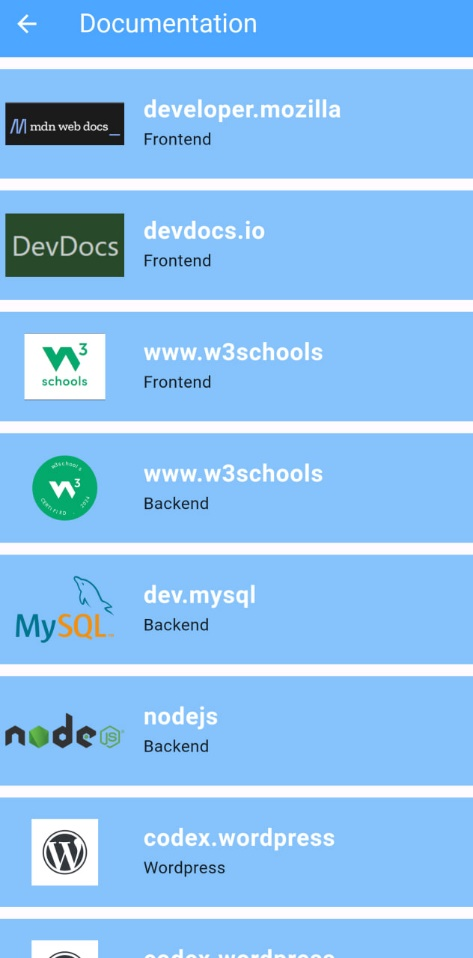 Documentation
mdn web docs_
developer.mozilla
Frontend
DevDocs
devdocs.io
Frontend
W3
schools
www.w3schools
Frontend
w3school's
W3
CERTIFIED . 2024
www.w3schools
Backend
MySQL
dev.mysql
Backend
node
JS
nodejs
Backend
W
codex.wordpress
Wordpress
codex.wordpress